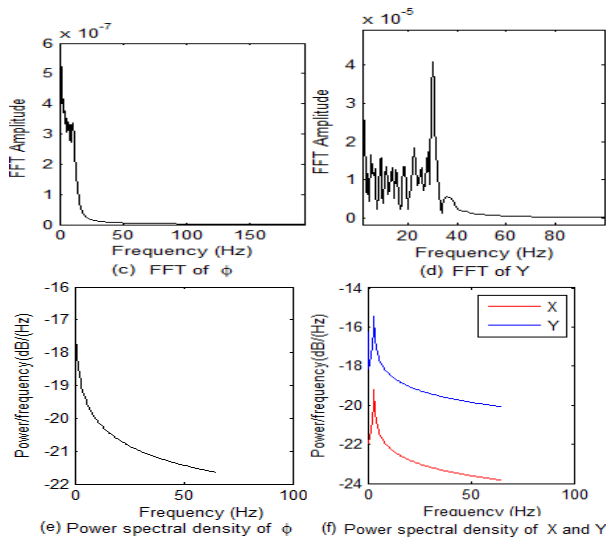 x 10^-7
6
5
4
3
2
1
0
FFT Amplitude
0 50 100 150
Frequency (Hz)
(c) FFT of ϕ
x 10^-5
4
3
2
1
0
FFT Amplitude
20 40 60 80
Frequency (Hz)
(d) FFT of Y
-16
-17
-18
-19
-20
-21
-22
Power/frequency(dB/(Hz)
0 50 100
Frequency (Hz)
(e) Power spectral density of ϕ
-14
-16
-18
-20
-22
-24
Power/frequency(dB/(Hz)
X
Y
0 50 100
Frequency (Hz)
(f) Power spectral density of X and Y